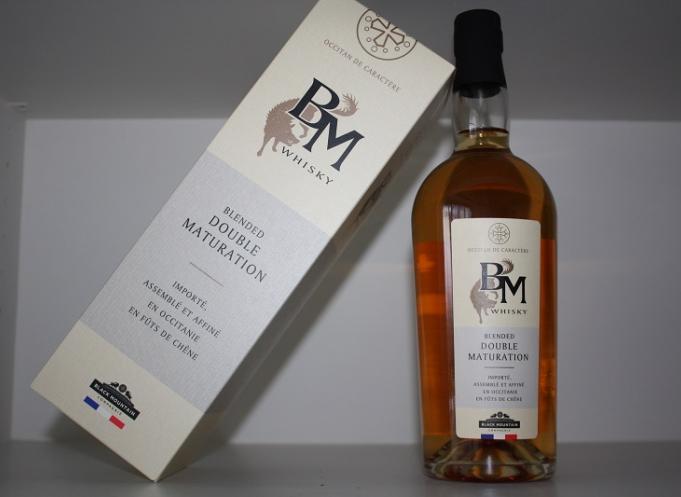 OCCITAN DE CARACTÈRE
BM
WHISKY
BLENDED
DOUBLE
MATURATION
IMPORTÉ,
ASSEMBLÉ ET AFFINÉ
EN OCCITANIE
EN FÛTS DE CHÊNE
BLACK MOUNTAIN
COMPAGNIE
OCCITAN DE CARACTÈRE
BM
WHISKY
BLENDED
DOUBLE
MATURATION
IMPORTÉ,
ASSEMBLÉ ET AFFINÉ
EN OCCITANIE
EN FÛTS DE CHÊNE
BLACK MOUNTAIN
COMPAGNIE